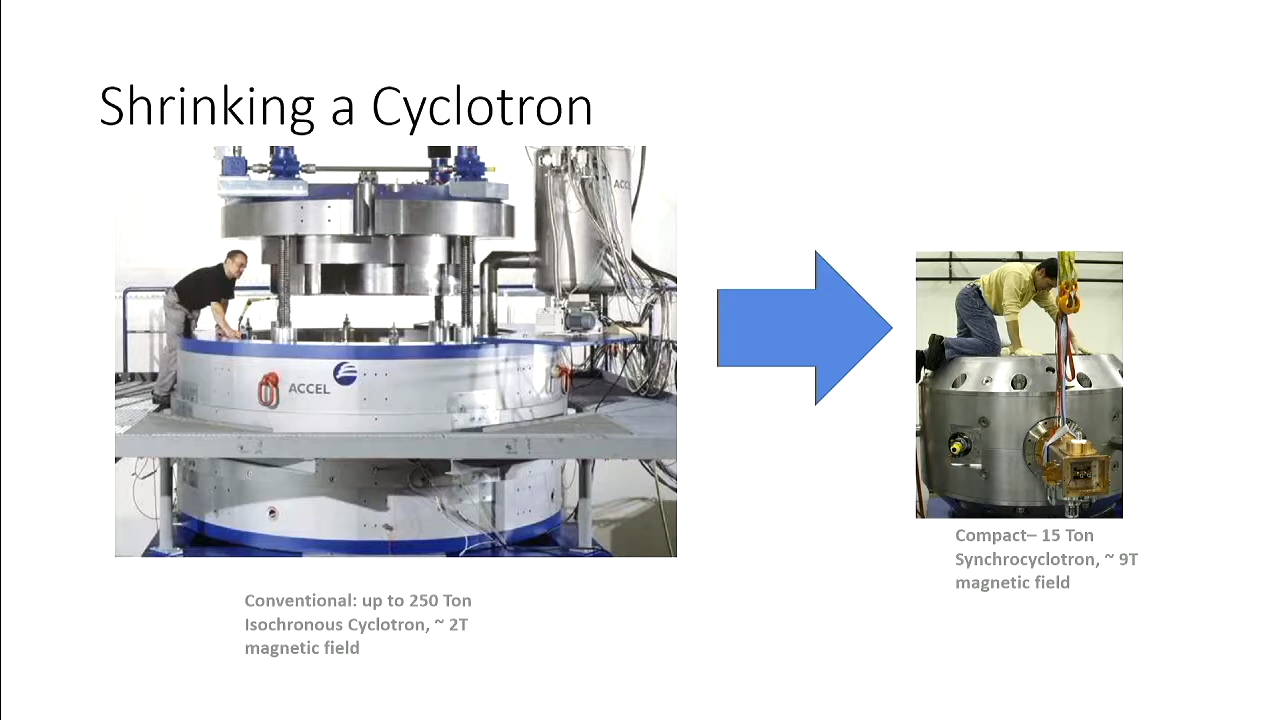 Shrinking a Cyclotron
ACCEL
ACCEL
Conventional: up to 250 Ton
Isochronous Cyclotron, ~ 2T
magnetic field
Compact– 15 Ton
Synchrocyclotron, ~ 9T
magnetic field